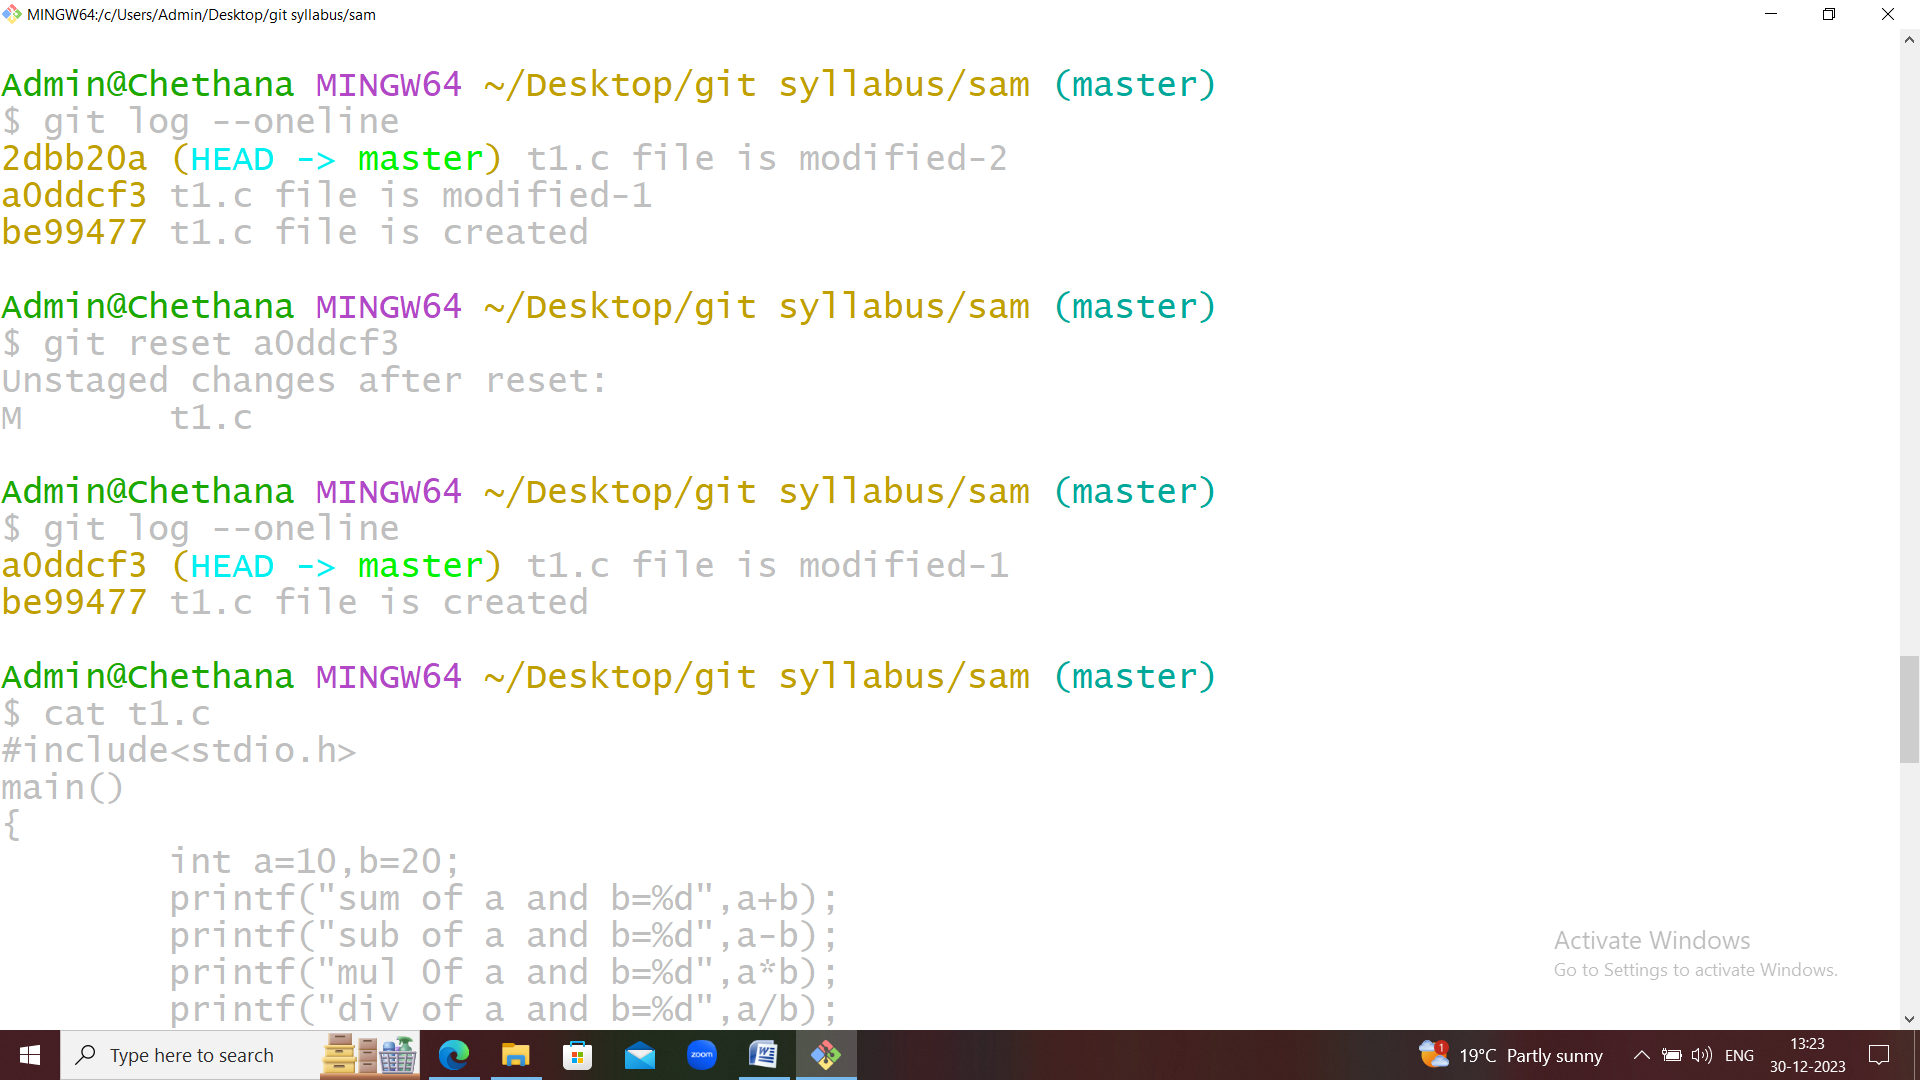 MINGW64:/c/Users/Admin/Desktop/git syllabus/sam
Admin@Chethana MINGW64 ~/Desktop/git syllabus/sam (master)
$ git log --oneline
2dbb20a (HEAD -> master) t1.c file is modified-2
a0ddcf3 t1.c file is modified-1
be99477 t1.c file is created
Admin@Chethana MINGW64 ~/Desktop/git syllabus/sam (master)
$ git reset a0ddcf3
Unstaged changes after reset:
M       t1.c
Admin@Chethana MINGW64 ~/Desktop/git syllabus/sam (master)
$ git log --oneline
a0ddcf3 (HEAD -> master) t1.c file is modified-1
be99477 t1.c file is created
Admin@Chethana MINGW64 ~/Desktop/git syllabus/sam (master)
$ cat t1.c
#include<stdio.h>
main()
{
        int a=10,b=20;
        printf("sum of a and b=%d",a+b);
        printf("sub of a and b=%d",a-b);
        printf("mul Of a and b=%d",a*b);
        printf("div of a and b=%d",a/b);
Activate Windows
Go to Settings to activate Windows.
Type here to search
zoom
1
19°C Partly sunny
ENG
13:23
30-12-2023